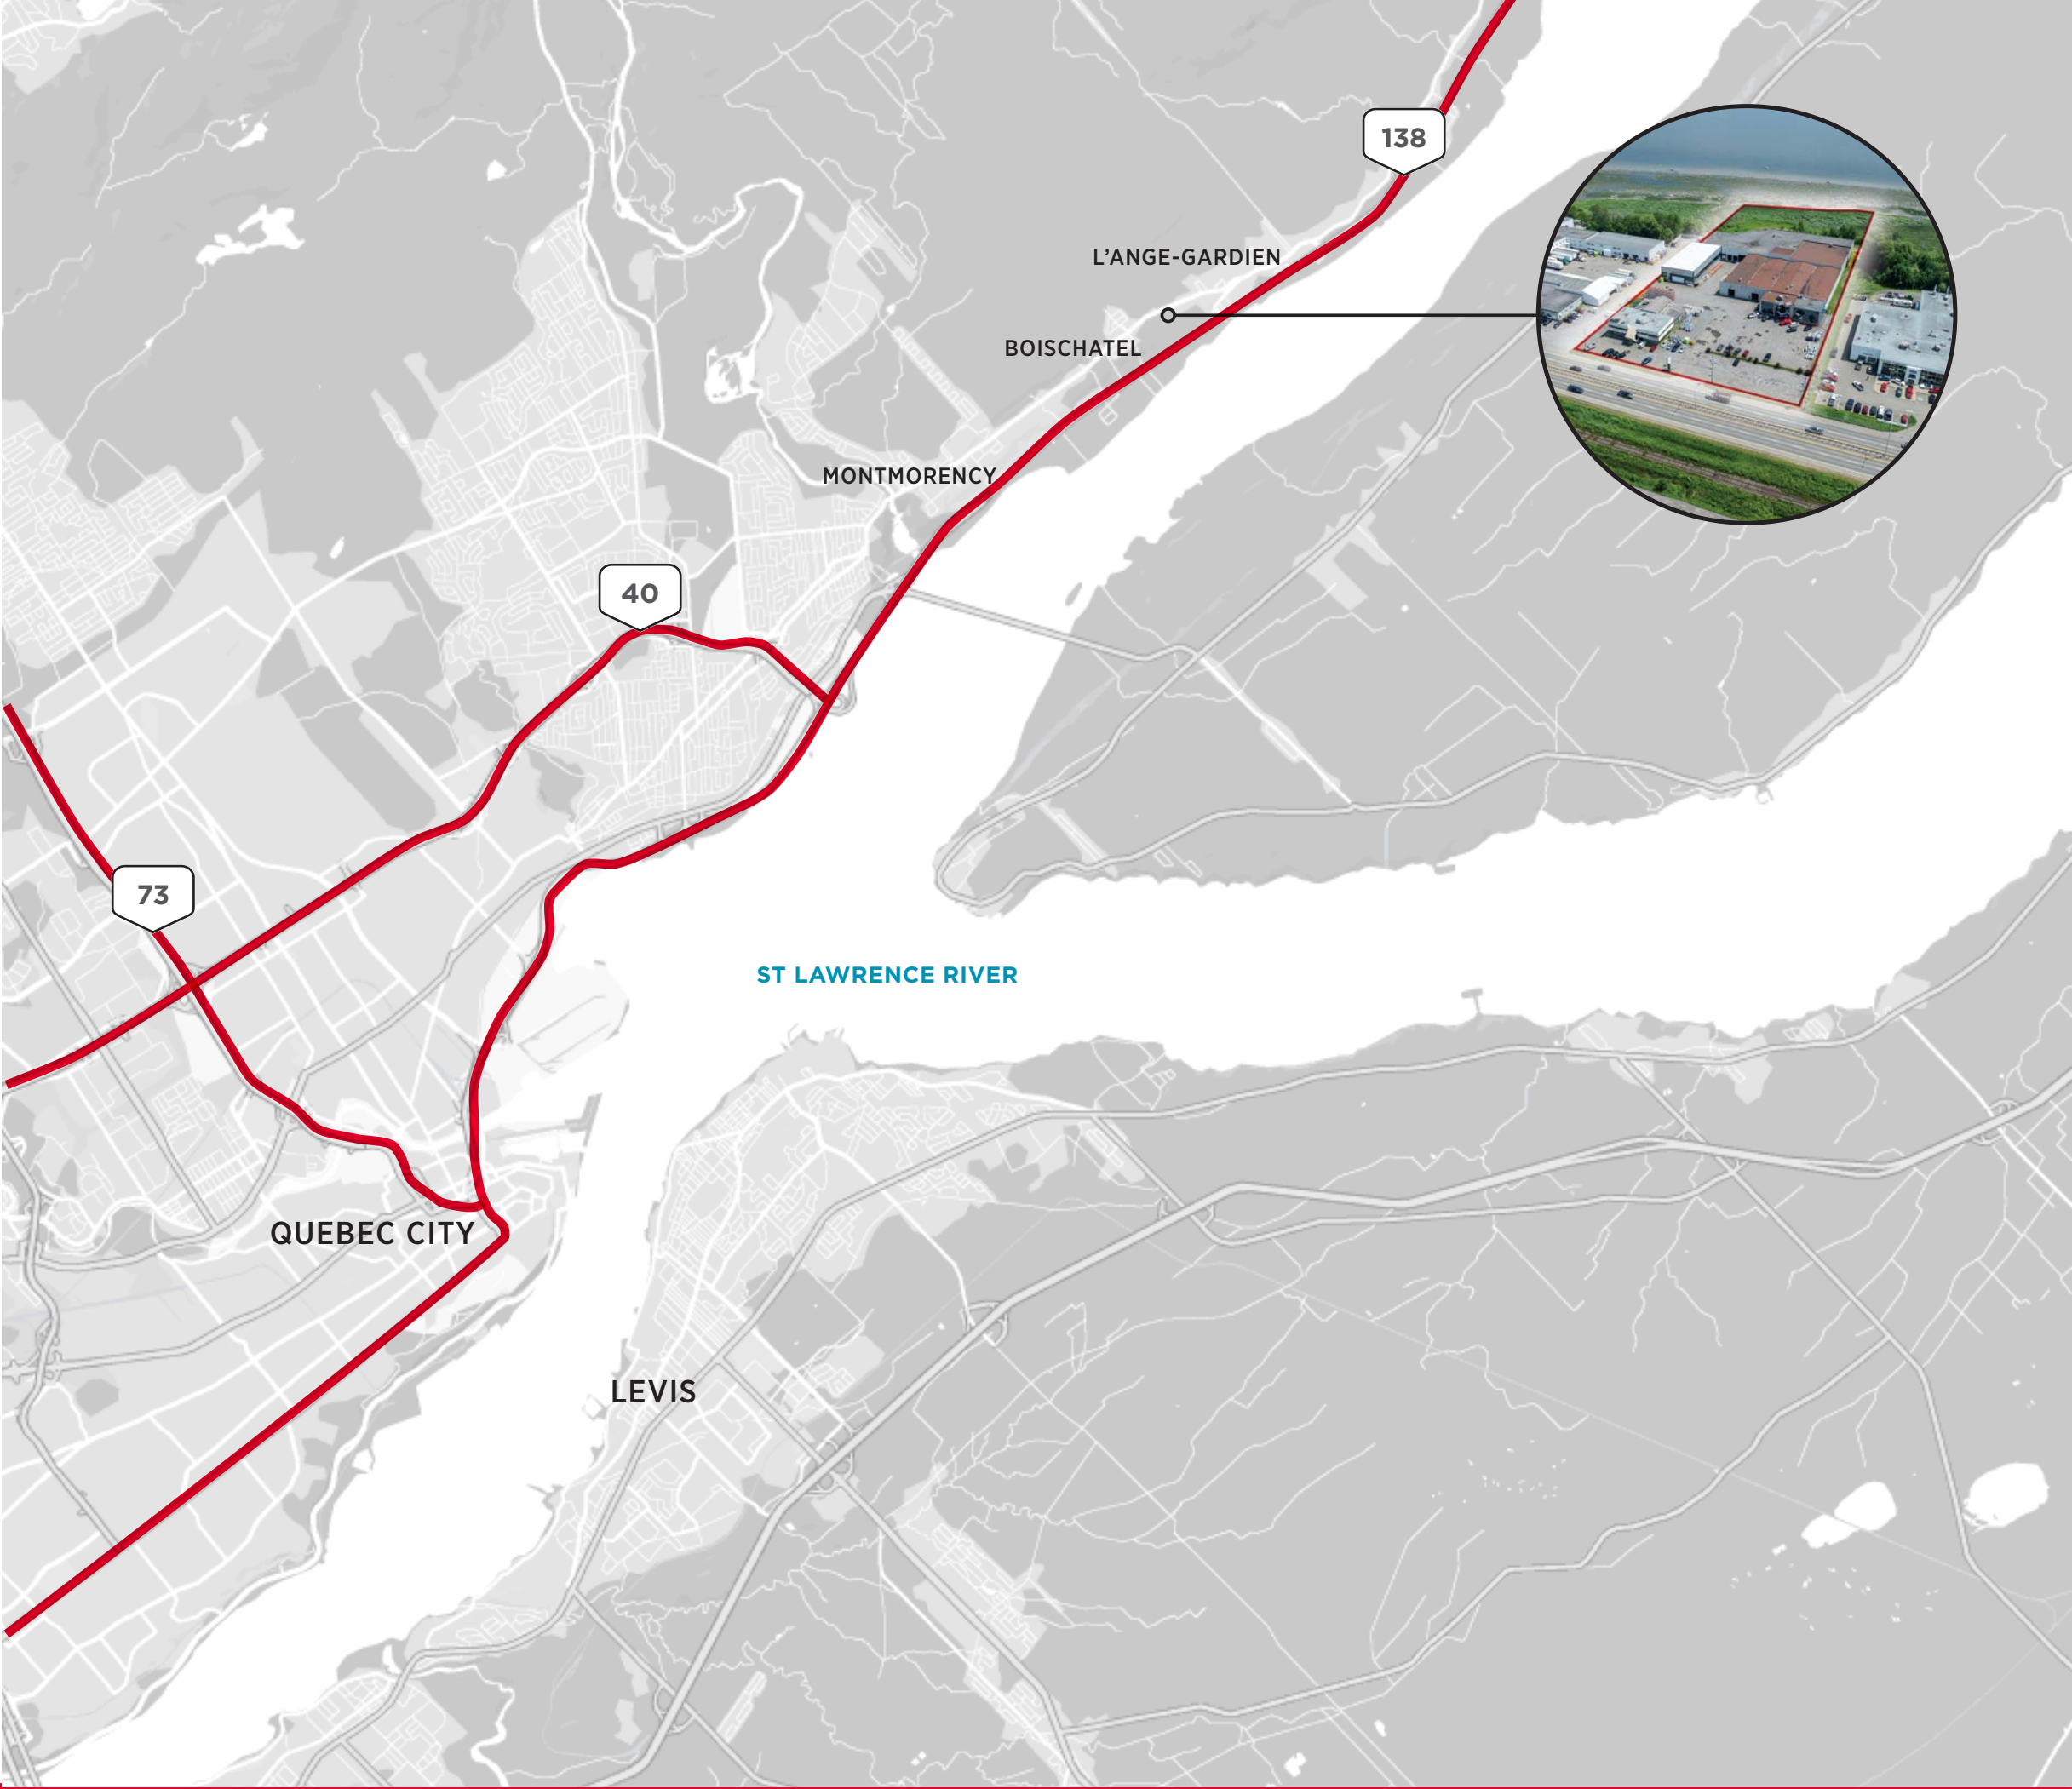 138
L'ANGE-GARDIEN
BOISCHATEL
MONTMORENCY
40
73
ST LAWRENCE RIVER
QUEBEC CITY
LEVIS